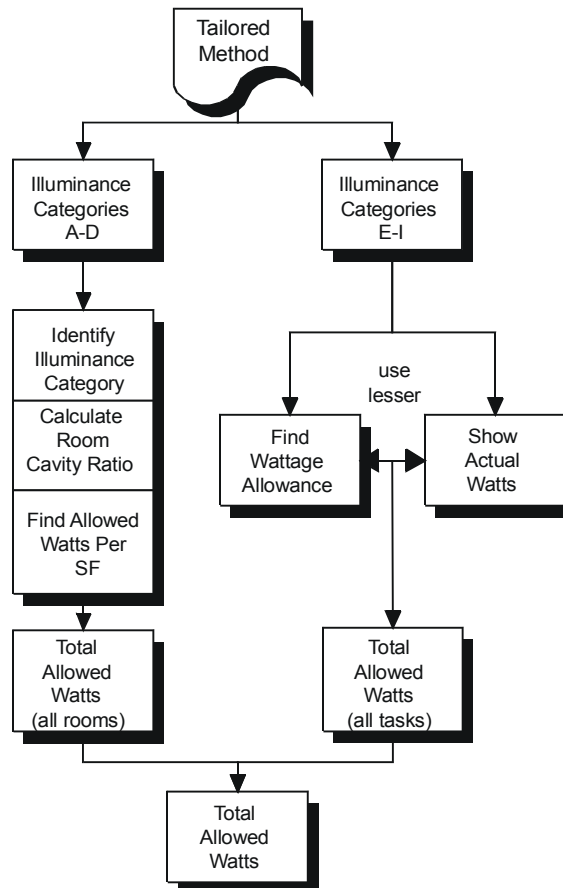 Tailored
Method
Illuminance
Categories
A-D
Illuminance
Categories
E-I
Identify
Illuminance
Category
Calculate
Room
Cavity Ratio
Find Allowed
Watts Per
SF
use
lesser
Find
Wattage
Allowance
Show
Actual
Watts
Total
Allowed
Watts
(all rooms)
Total
Allowed
Watts
(all tasks)
Total
Allowed
Watts